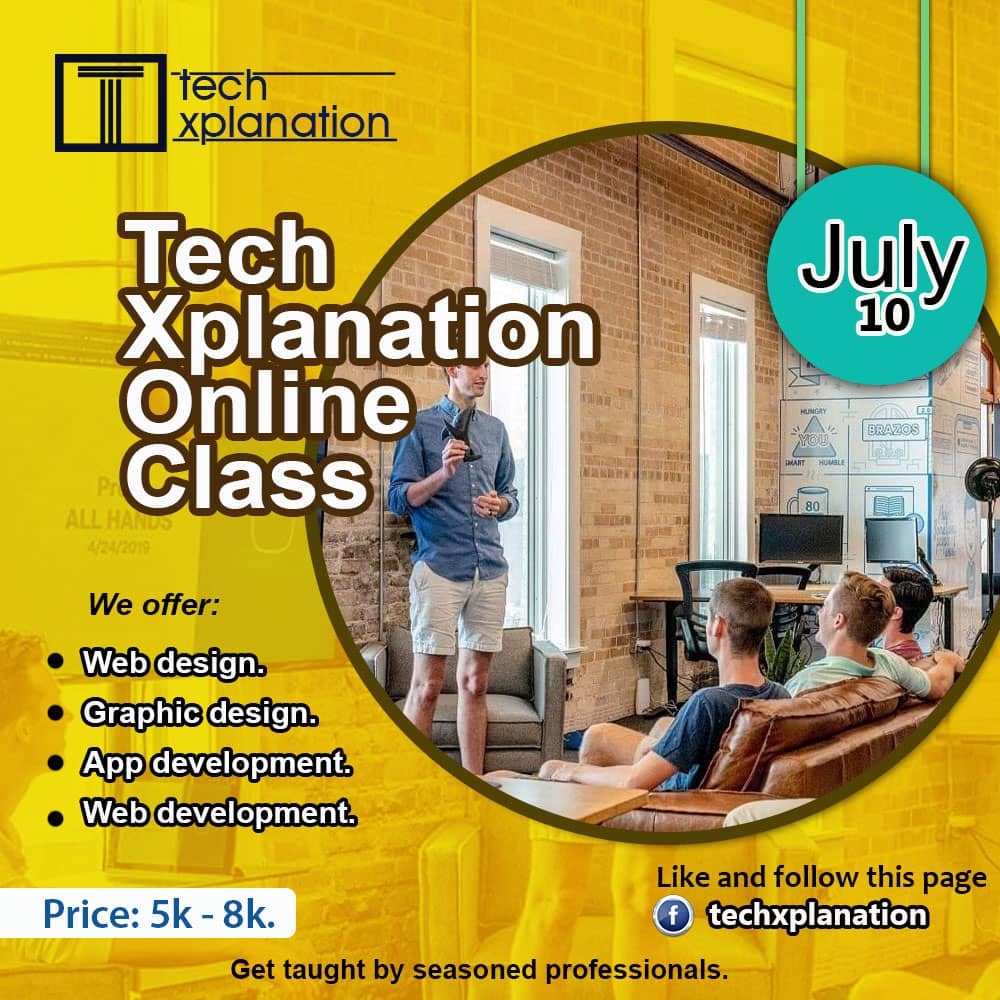 T tech
xplanation
July
10
Tech
Xplanation
Online
Class
HUNGRY
YOU
SMART HUMBLE
BRAZOS
2.0
80
ALL HANDS
4/24/2019
We offer:
• Web design.
• Graphic design.
• App development.
• Web development.
Price: 5k - 8k.
Like and follow this page
f techxplanation
Get taught by seasoned professionals.